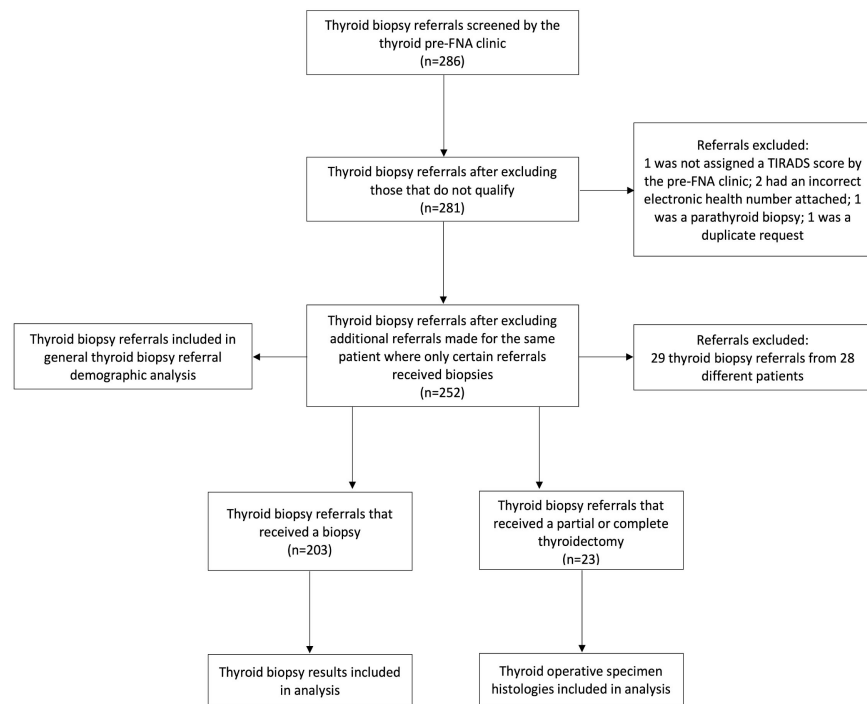 Thyroid biopsy referrals screened by the
thyroid pre-FNA clinic
(n=286)
Thyroid biopsy referrals after excluding
those that do not qualify
(n=281)
Referrals excluded:
1 was not assigned a TIRADS score by
the pre-FNA clinic; 2 had an incorrect
electronic health number attached; 1
was a parathyroid biopsy; 1 was a
duplicate request
Thyroid biopsy referrals included in
general thyroid biopsy referral
demographic analysis
Thyroid biopsy referrals after excluding
additional referrals made for the same
patient where only certain referrals
received biopsies
(n=252)
Referrals excluded:
29 thyroid biopsy referrals from 28
different patients
Thyroid biopsy referrals that
received a biopsy
(n=203)
Thyroid biopsy referrals that
received a partial or complete
thyroidectomy
(n=23)
Thyroid biopsy results included
in analysis
Thyroid operative specimen
histologies included in analysis